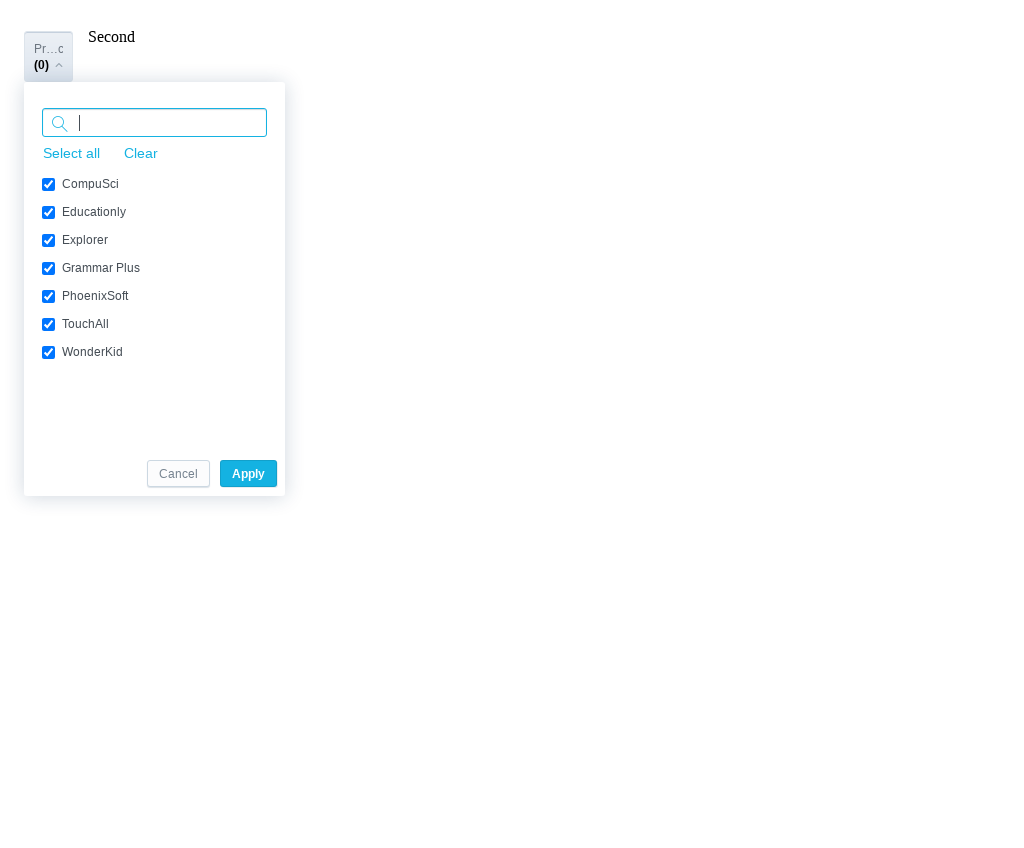 Second
Pr…c
(0)
Select all Clear
CompuSci
Educationly
Explorer
Grammar Plus
PhoenixSoft
TouchAll
WonderKid
Cancel Apply